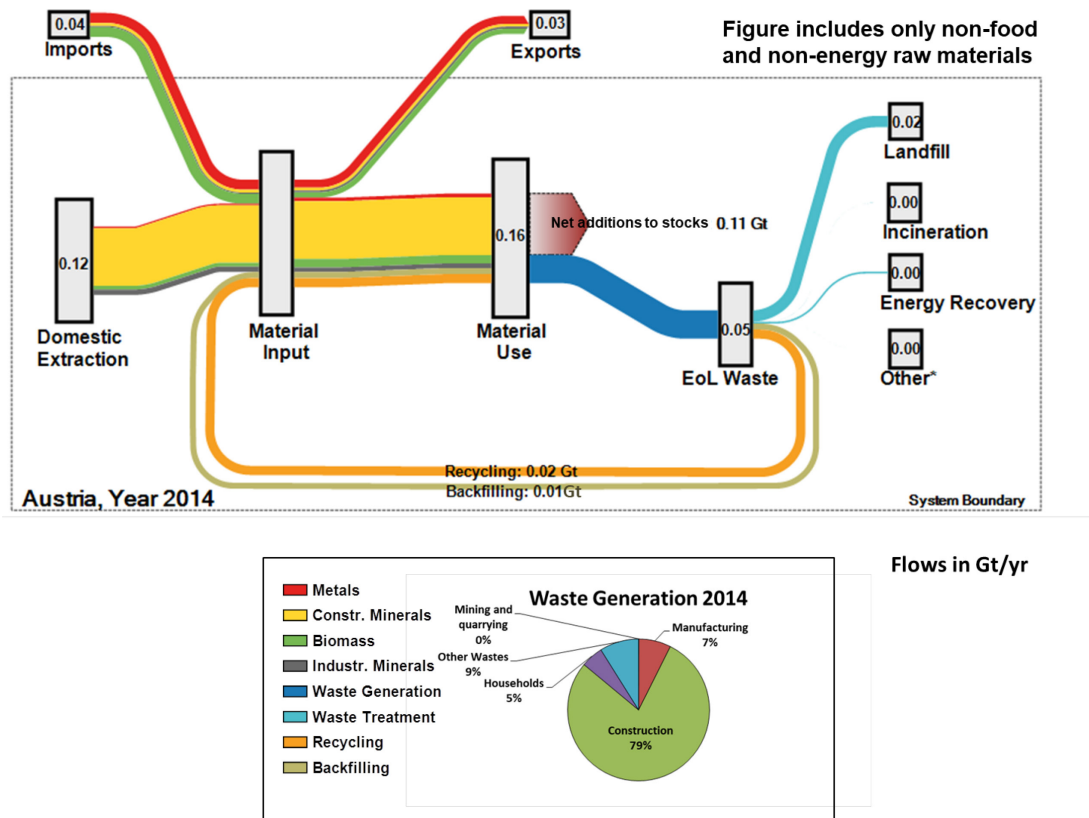 0.04
Imports
0.03
Exports
Figure includes only non-food
and non-energy raw materials
0.02
Landfill
0.00
Incineration
0.00
Energy Recovery
0.00
Other*
0.12
Domestic
Extraction
Material
Input
0.16
Material
Use
Net additions to stocks 0.11 Gt
0.05
EoL Waste
Recycling: 0.02 Gt
Backfilling: 0.01Gt
Austria, Year 2014
System Boundary
Flows in Gt/yr
Metals
Constr. Minerals
Biomass
Industr. Minerals
Waste Generation
Waste Treatment
Recycling
Backfilling
Waste Generation 2014
Mining and
quarrying
0%
Manufacturing
7%
Other Wastes
9%
Households
5%
Construction
79%